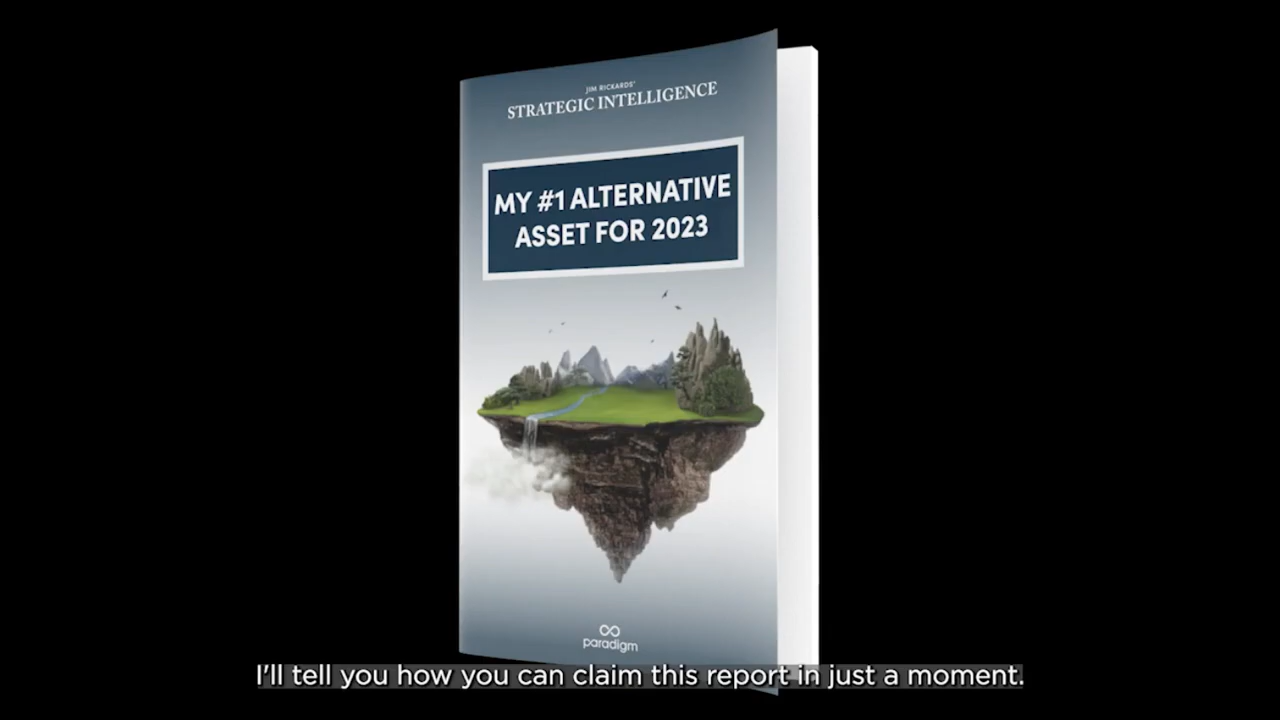 JIM RICKARDS'
STRATEGIC INTELLIGENCE
MY #1 ALTERNATIVE
ASSET FOR 2023
paradigm
I'll tell you how you can claim this report in just a moment.